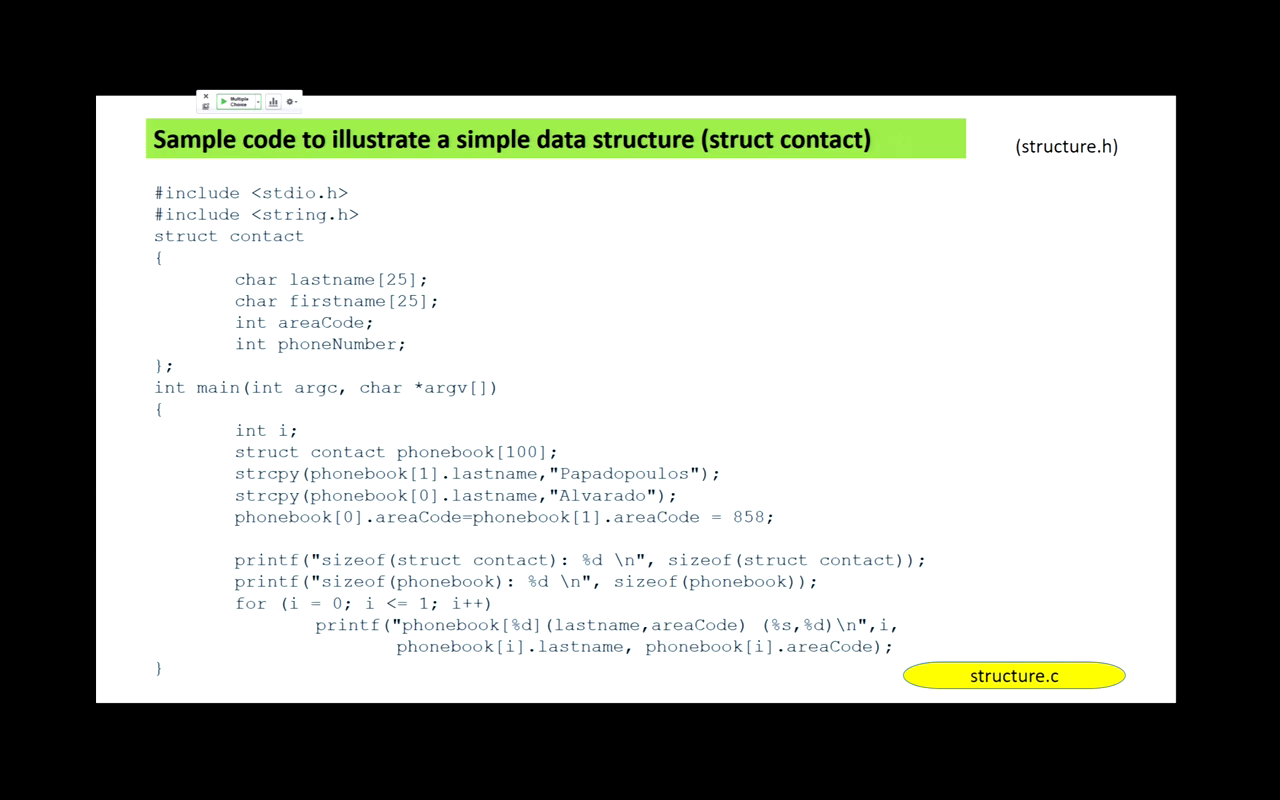 Multiple
Choice
Sample code to illustrate a simple data structure (struct contact)
(structure.h)
#include <stdio.h>
#include <string.h>
struct contact
{
char lastname[25];
char firstname[25];
int areaCode;
int phoneNumber;
};
int main(int argc, char *argv[])
{
int i;
struct contact phonebook[100];
strcpy(phonebook[1].lastname,"Papadopoulos");
strcpy(phonebook[0].lastname,"Alvarado");
phonebook[0].areaCode=phonebook[1].areaCode = 858;
printf("sizeof(struct contact): %d \n", sizeof(struct contact));
printf("sizeof(phonebook): %d \n", sizeof(phonebook));
for (i = 0; i <= 1; i++)
printf("phonebook[%d](lastname,areaCode) (%s,%d)\n",i,
phonebook[i].lastname, phonebook[i].areaCode);
}
structure.c